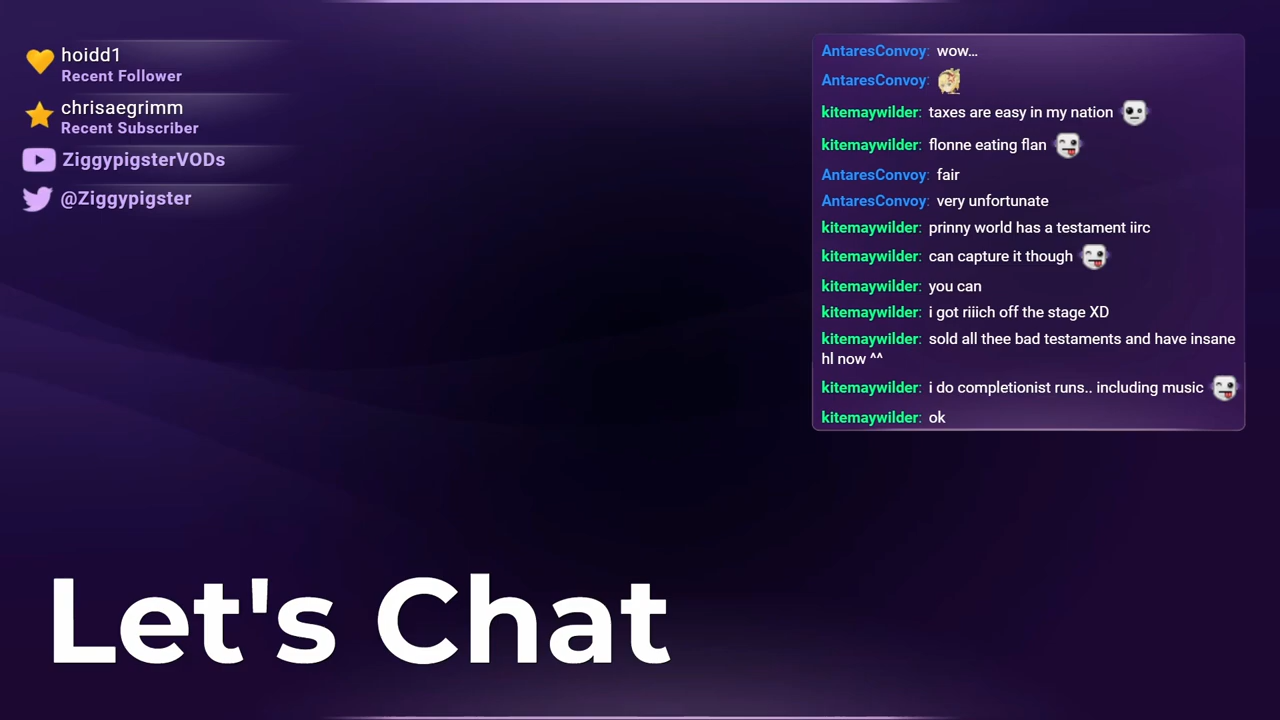 hoidd1
Recent Follower
chrisaegrimm
Recent Subscriber
ZiggypigsterVODs
@Ziggypigster
AntaresConvoy: wow...
AntaresConvoy:
kitemaywilder: taxes are easy in my nation
kitemaywilder: flonne eating flan
AntaresConvoy: fair
AntaresConvoy: very unfortunate
kitemaywilder: prinny world has a testament iirc
kitemaywilder: can capture it though
kitemaywilder: you can
kitemaywilder: i got riiich off the stage XD
kitemaywilder: sold all thee bad testaments and have insane
hl now ^^
kitemaywilder: i do completionist runs.. including music
kitemaywilder: ok
Let's Chat